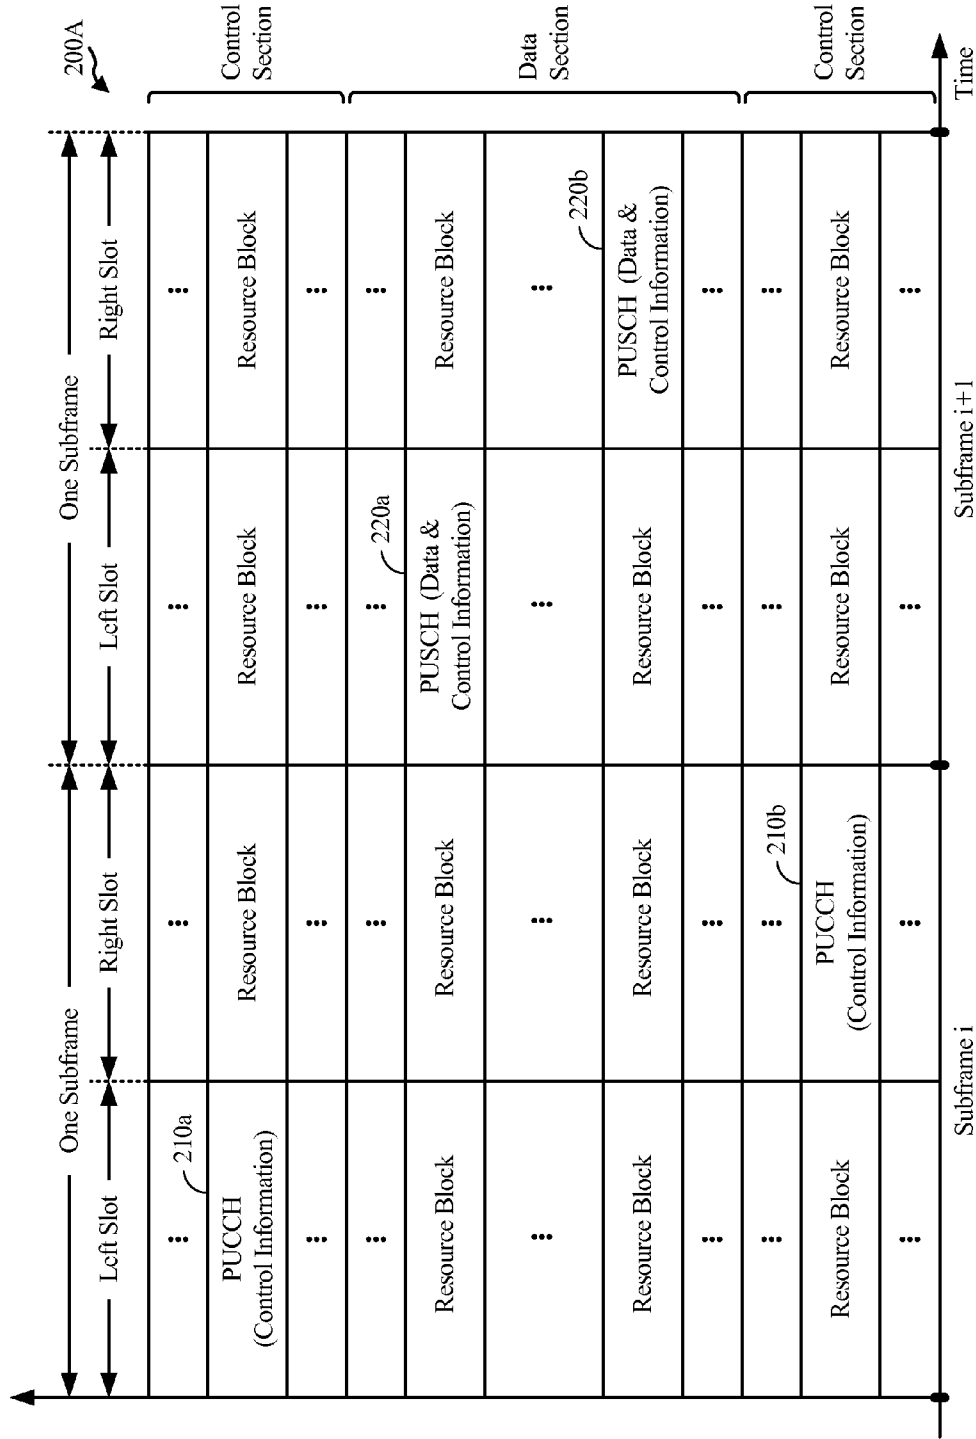 200A
One Subframe
One Subframe
Left Slot
Right Slot
Left Slot
Right Slot
Control
Section
Data
Section
Control
Section
...
...
...
...
210a
PUCCH
(Control Information)
Resource Block
Resource Block
Resource Block
...
...
...
...
...
...
...
...
220a
Resource Block
Resource Block
PUSCH (Data &
Control Information)
Resource Block
...
...
...
...
220b
Resource Block
Resource Block
Resource Block
PUSCH (Data &
Control Information)
...
...
...
...
...
...
...
...
210b
Resource Block
PUCCH
(Control Information)
Resource Block
Resource Block
...
...
...
...
Subframe i
Subframe i+1
Time